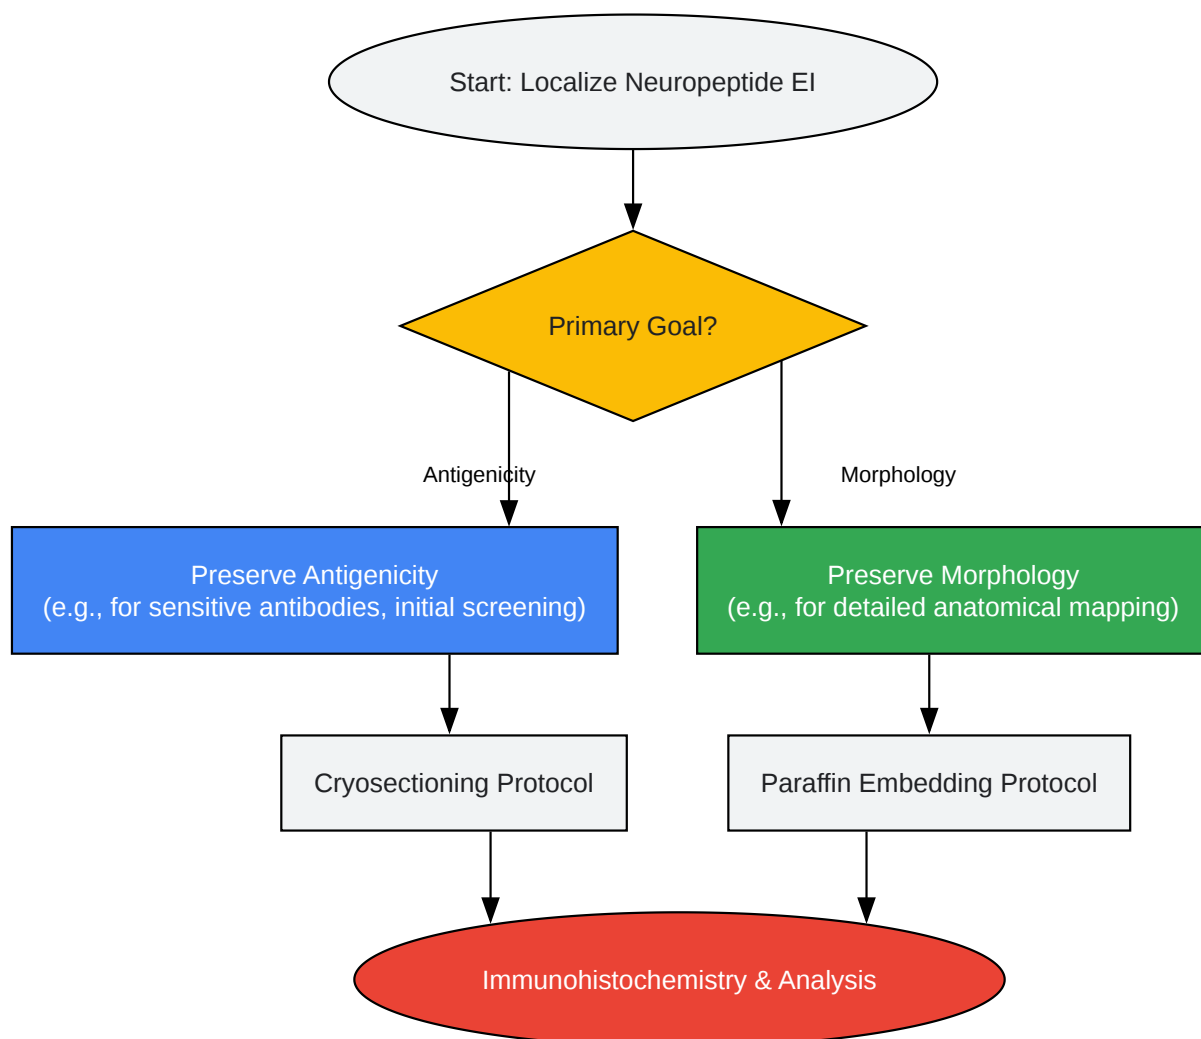 Start: Localize Neuropeptide EI
Primary Goal?
Antigenicity
Morphology
Preserve Antigenicity
(e.g., for sensitive antibodies, initial screening)
Preserve Morphology
(e.g., for detailed anatomical mapping)
Cryosectioning Protocol
Paraffin Embedding Protocol
Immunohistochemistry & Analysis